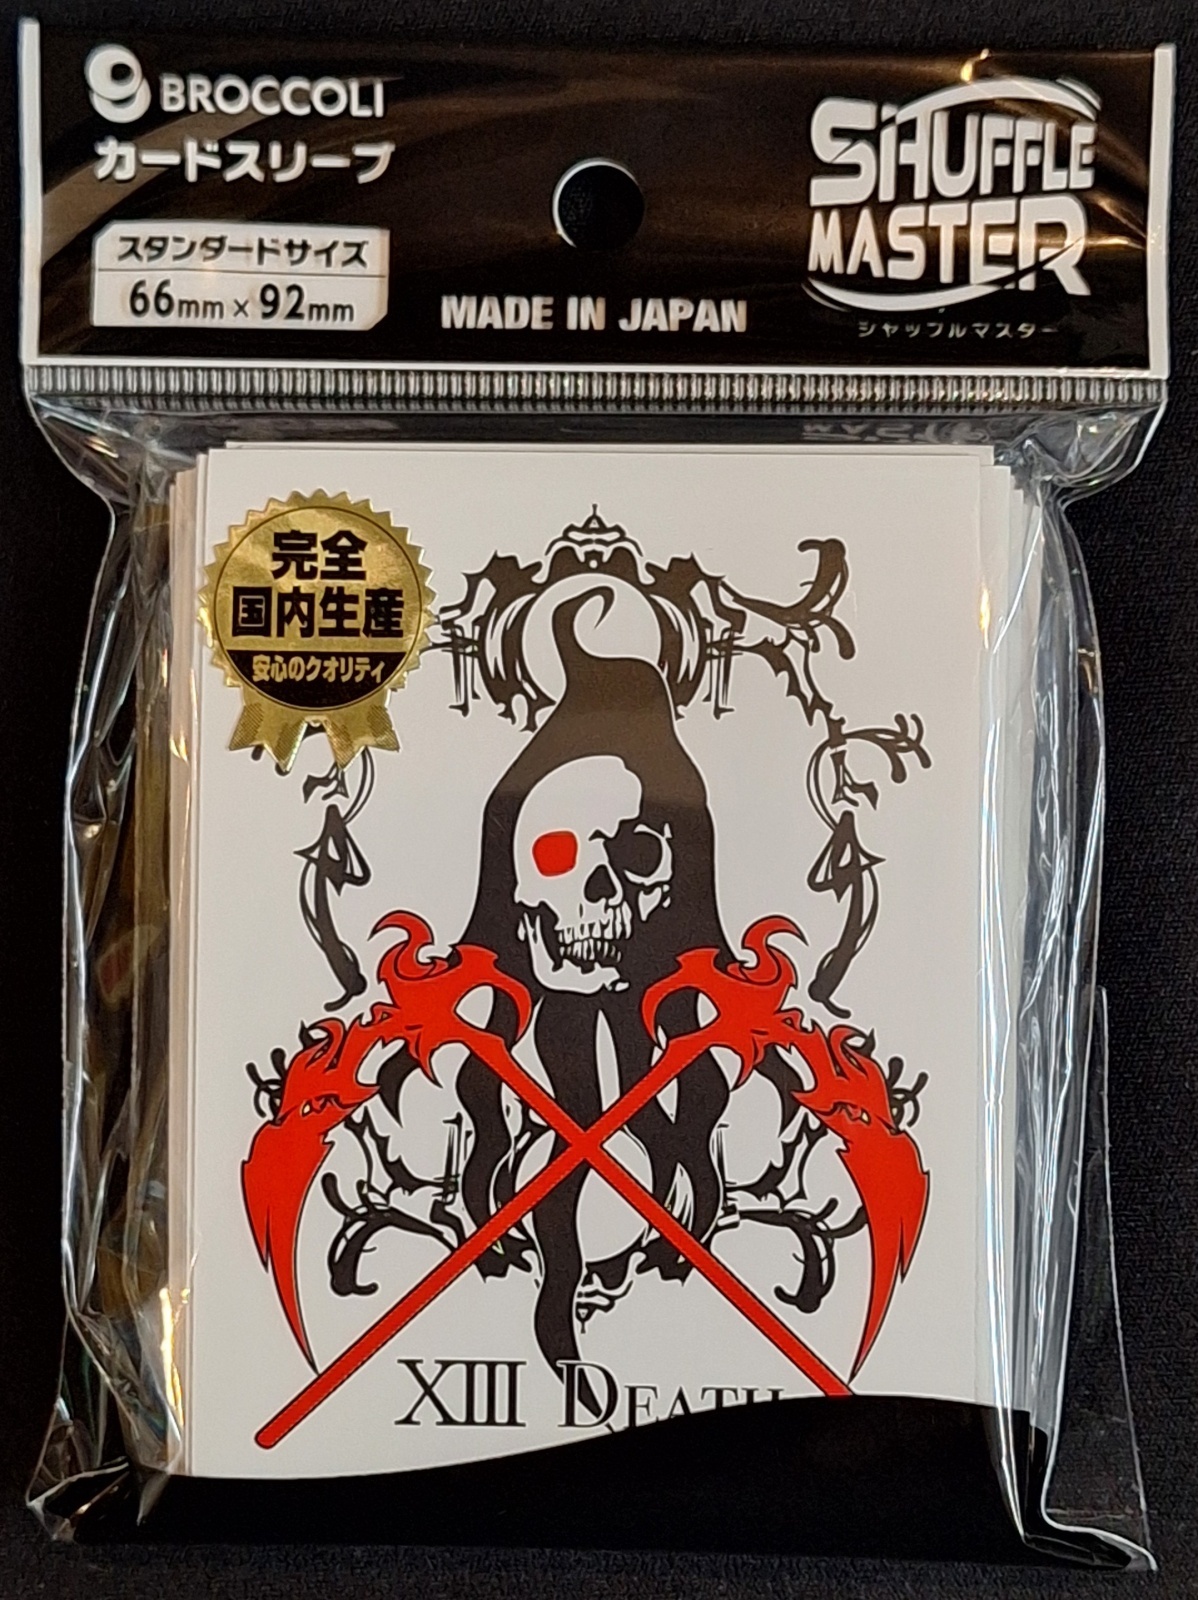 BROCCOLI
カードスリーブ
スタンダードサイズ
66mm × 92mm
MADE IN JAPAN
SHUFFLE
MASTER
シャッフルマスター
完全
国内生産
安心のクオリティ
XIII DEATH